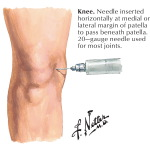 Knee. Needle inserted
horizontally at medial or
lateral margin of patella
to pass beneath patella.
20–gauge needle used
for most joints.
F. Netter